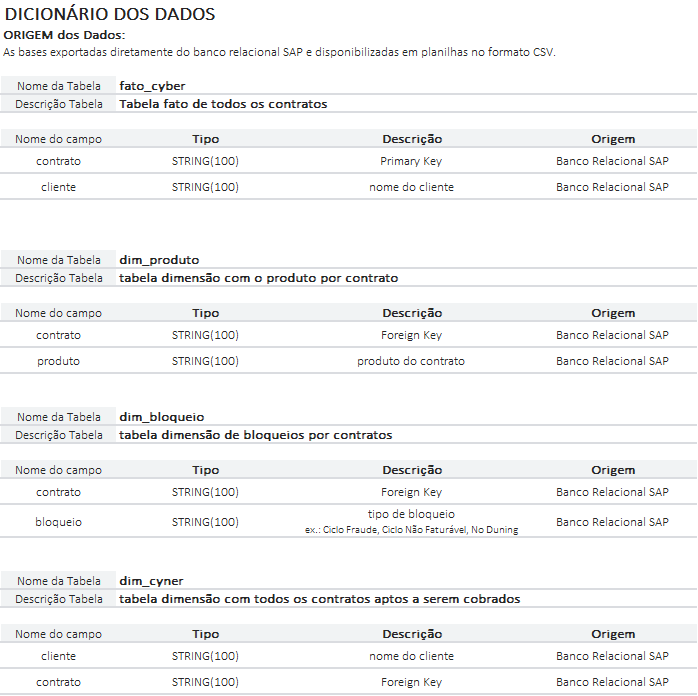 DICIONÁRIO DOS DADOS
ORIGEM dos Dados:
As bases exportadas diretamente do banco relacional SAP e disponibilizadas em planilhas no formato CSV.
Nome da Tabela fato_cyber
Descrição Tabela Tabela fato de todos os contratos
Nome do campo Tipo Descrição Origem
contrato STRING(100) Primary Key Banco Relacional SAP
cliente STRING(100) nome do cliente Banco Relacional SAP
Nome da Tabela dim_produto
Descrição Tabela tabela dimensão com o produto por contrato
Nome do campo Tipo Descrição Origem
contrato STRING(100) Foreign Key Banco Relacional SAP
produto STRING(100) produto do contrato Banco Relacional SAP
Nome da Tabela dim_bloqueio
Descrição Tabela tabela dimensão de bloqueios por contratos
Nome do campo Tipo Descrição Origem
contrato STRING(100) Foreign Key Banco Relacional SAP
bloqueio STRING(100) tipo de bloqueio Banco Relacional SAP
ex.: Ciclo Fraude, Ciclo Não Faturável, No Duning
Nome da Tabela dim_cyner
Descrição Tabela tabela dimensão com todos os contratos aptos a serem cobrados
Nome do campo Tipo Descrição Origem
cliente STRING(100) nome do cliente Banco Relacional SAP
contrato STRING(100) Foreign Key Banco Relacional SAP